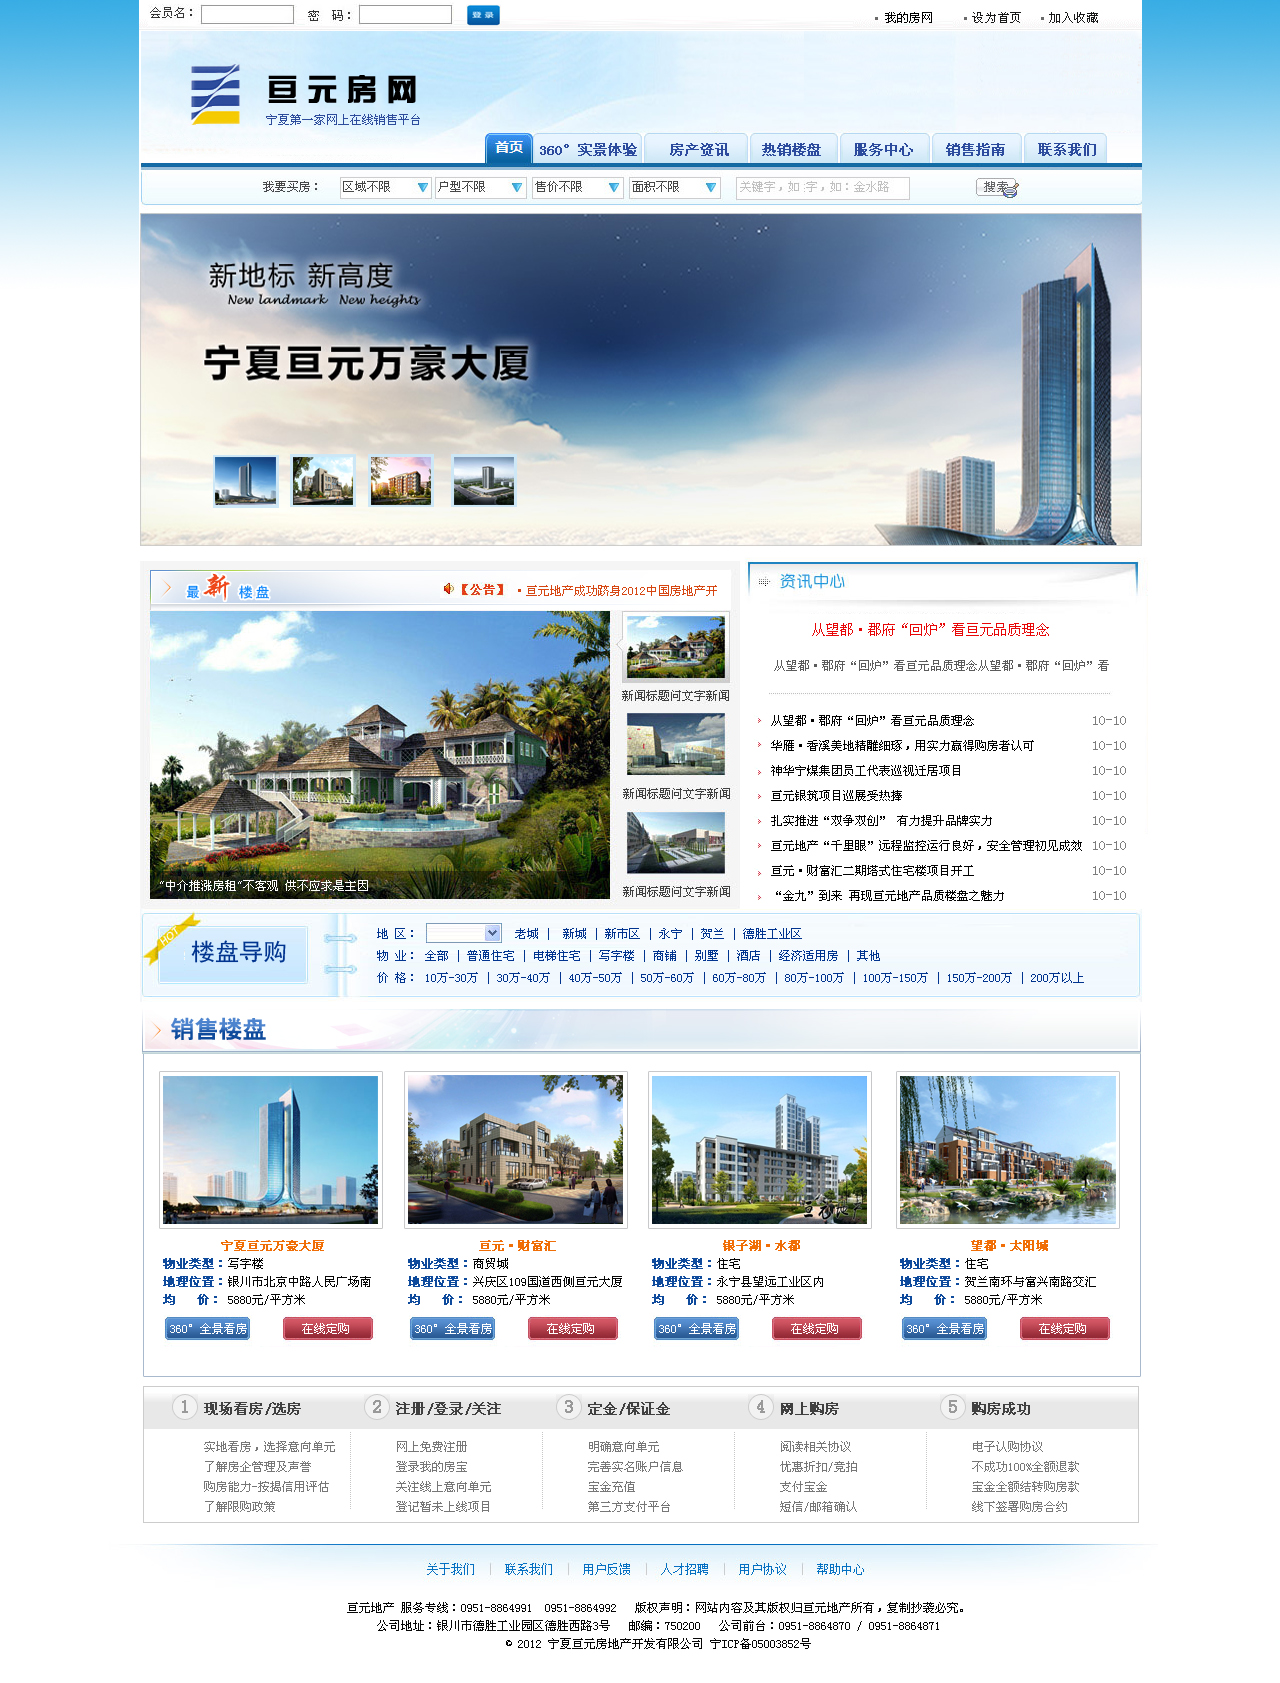 会员名： 密 码： 登录 ▪ 我的房网 ▪ 设为首页 ▪ 加入收藏
亘元房网
宁夏第一家网上在线销售平台
首页 360°实景体验 房产资讯 热销楼盘 服务中心 销售指南 联系我们
我要买房： 区域不限 户型不限 售价不限 面积不限 关键字，如:字，如：金水路 搜索
新地标 新高度
New landmark New heights
宁夏亘元万豪大厦
最新楼盘 【公告】 ▪ 亘元地产成功跻身2012中国房地产开
"中介推涨房租"不客观 供不应求是主因
新闻标题问文字新闻
新闻标题问文字新闻
新闻标题问文字新闻
资讯中心
从望都▪郡府“回炉”看亘元品质理念
从望都▪郡府“回炉”看亘元品质理念从望都▪郡府“回炉”看
从望都▪郡府“回炉”看亘元品质理念 10-10
华雁▪香溪美地精雕细琢，用实力赢得购房者认可 10-10
神华宁煤集团员工代表巡视迁居项目 10-10
亘元银筑项目巡展受热捧 10-10
扎实推进“双争双创” 有力提升品牌实力 10-10
亘元地产“千里眼”远程监控运行良好，安全管理初见成效 10-10
亘元▪财富汇二期塔式住宅楼项目开工 10-10
“金九”到来 再现亘元地产品质楼盘之魅力 10-10
HOT
楼盘导购
地 区： 老城 | 新城 | 新市区 | 永宁 | 贺兰 | 德胜工业区
物 业： 全部 | 普通住宅 | 电梯住宅 | 写字楼 | 商铺 | 别墅 | 酒店 | 经济适用房 | 其他
价 格： 10万-30万 | 30万-40万 | 40万-50万 | 50万-60万 | 60万-80万 | 80万-100万 | 100万-150万 | 150万-200万 | 200万以上
销售楼盘
宁夏亘元万豪大厦
物业类型：写字楼
地理位置：银川市北京中路人民广场南
均 价： 5880元/平方米
360°全景看房 在线定购
亘元▪财富汇
物业类型：商贸城
地理位置：兴庆区109国道西侧亘元大厦
均 价： 5880元/平方米
360°全景看房 在线定购
银子湖▪水都
物业类型：住宅
地理位置：永宁县望远工业区内
均 价： 5880元/平方米
360°全景看房 在线定购
望都▪太阳城
物业类型：住宅
地理位置：贺兰南环与富兴南路交汇
均 价： 5880元/平方米
360°全景看房 在线定购
1 现场看房/选房
实地看房，选择意向单元
了解房企管理及声誉
购房能力-按揭信用评估
了解限购政策
2 注册/登录/关注
网上免费注册
登录我的房宝
关注线上意向单元
登记暂未上线项目
3 定金/保证金
明确意向单元
完善实名账户信息
宝金充值
第三方支付平台
4 网上购房
阅读相关协议
优惠折扣/竞拍
支付宝金
短信/邮箱确认
5 购房成功
电子认购协议
不成功100%全额退款
宝金全额结转购房款
线下签署购房合约
关于我们 | 联系我们 | 用户反馈 | 人才招聘 | 用户协议 | 帮助中心
亘元地产 服务专线：0951-8864991 0951-8864992 版权声明：网站内容及其版权归亘元地产所有，复制抄袭必究。
公司地址：银川市德胜工业园区德胜西路3号 邮编：750200 公司前台：0951-8864870 / 0951-8864871
© 2012 宁夏亘元房地产开发有限公司 宁ICP备05003852号